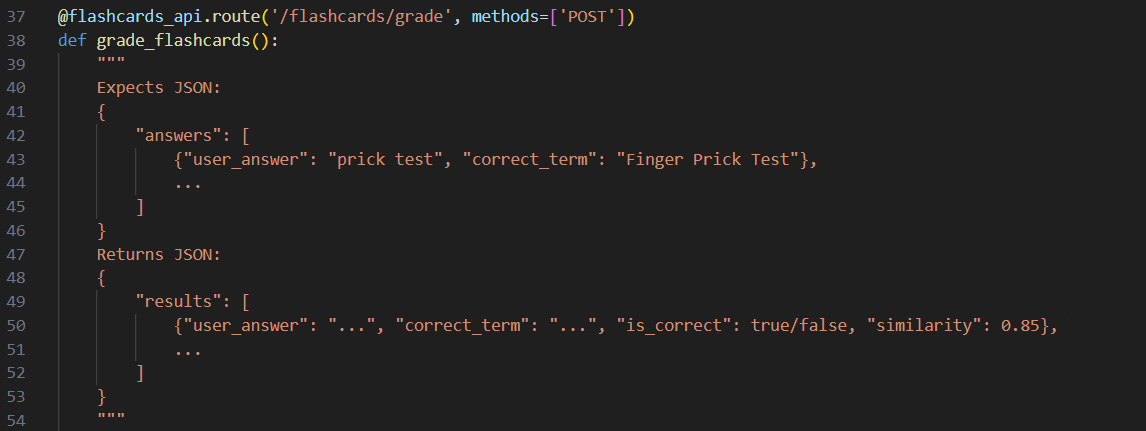 37 @flashcards_api.route('/flashcards/grade', methods=['POST'])
38 def grade_flashcards():
39     """
40     Expects JSON:
41     {
42         "answers": [
43             {"user_answer": "prick test", "correct_term": "Finger Prick Test"},
44             ...
45         ]
46     }
47     Returns JSON:
48     {
49         "results": [
50             {"user_answer": "...", "correct_term": "...", "is_correct": true/false, "similarity": 0.85},
51             ...
52         ]
53     }
54     """